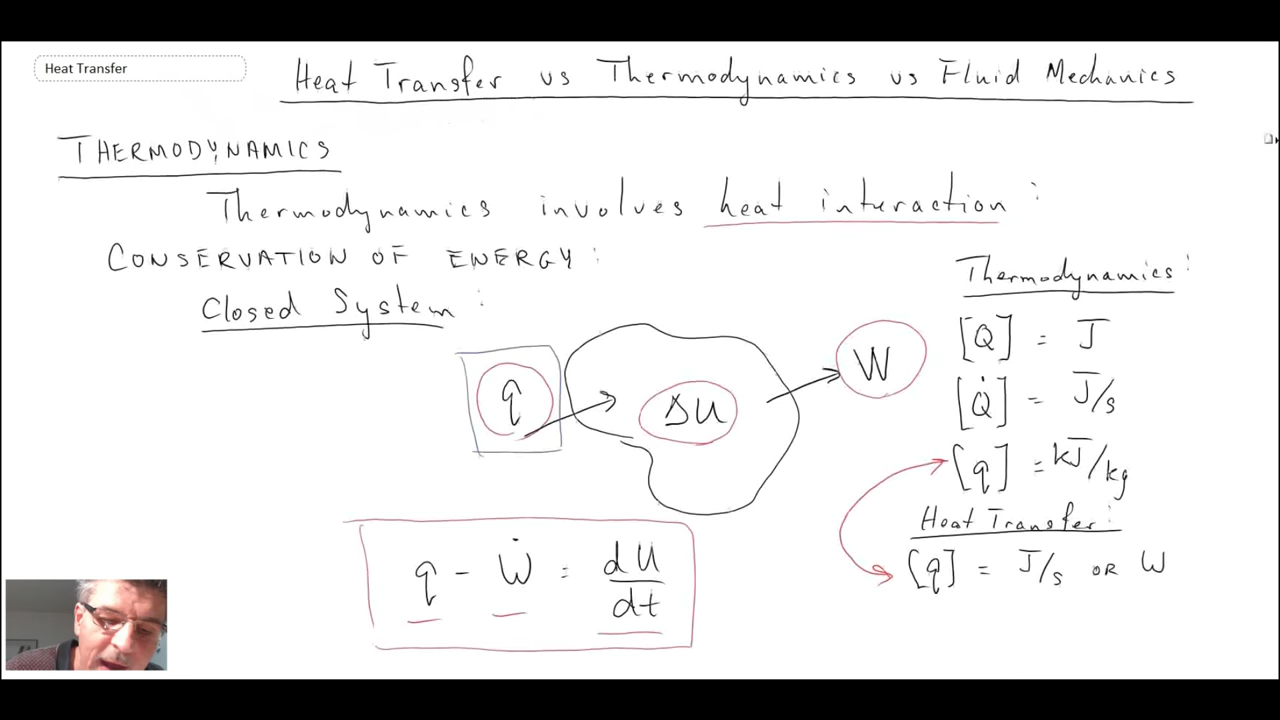 Heat Transfer
Heat Transfer vs Thermodynamics vs Fluid Mechanics
THERMODYNAMICS
Thermodynamics involves heat interaction:
CONSERVATION OF ENERGY:
Closed System:
q
ΔU
W
q - Ẇ = dU/dt
Thermodynamics:
[Q] = J
[Q̇] = J/s
[q] = kJ/kg
Heat Transfer:
[q] = J/s OR W